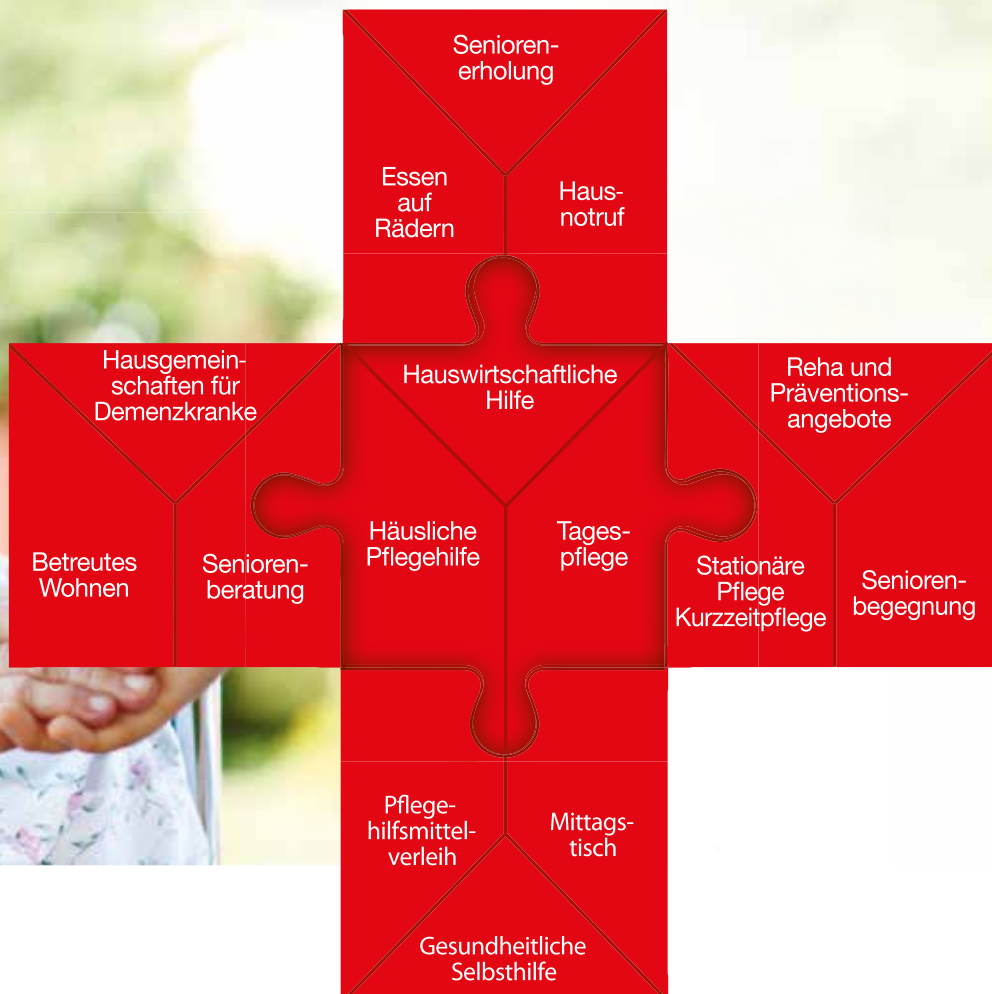 Senioren-
erholung
Essen
auf
Rädern
Haus-
notruf
Hausgemein-
schaften für
Demenzkranke
Betreutes
Wohnen
Senioren-
beratung
Hauswirtschaftliche
Hilfe
Häusliche
Pflegehilfe
Tages-
pflege
Reha und
Präventions-
angebote
Stationäre
Pflege
Kurzzeitpflege
Senioren-
begegnung
Pflege-
hilfsmittel-
verleih
Mittags-
tisch
Gesundheitliche
Selbsthilfe